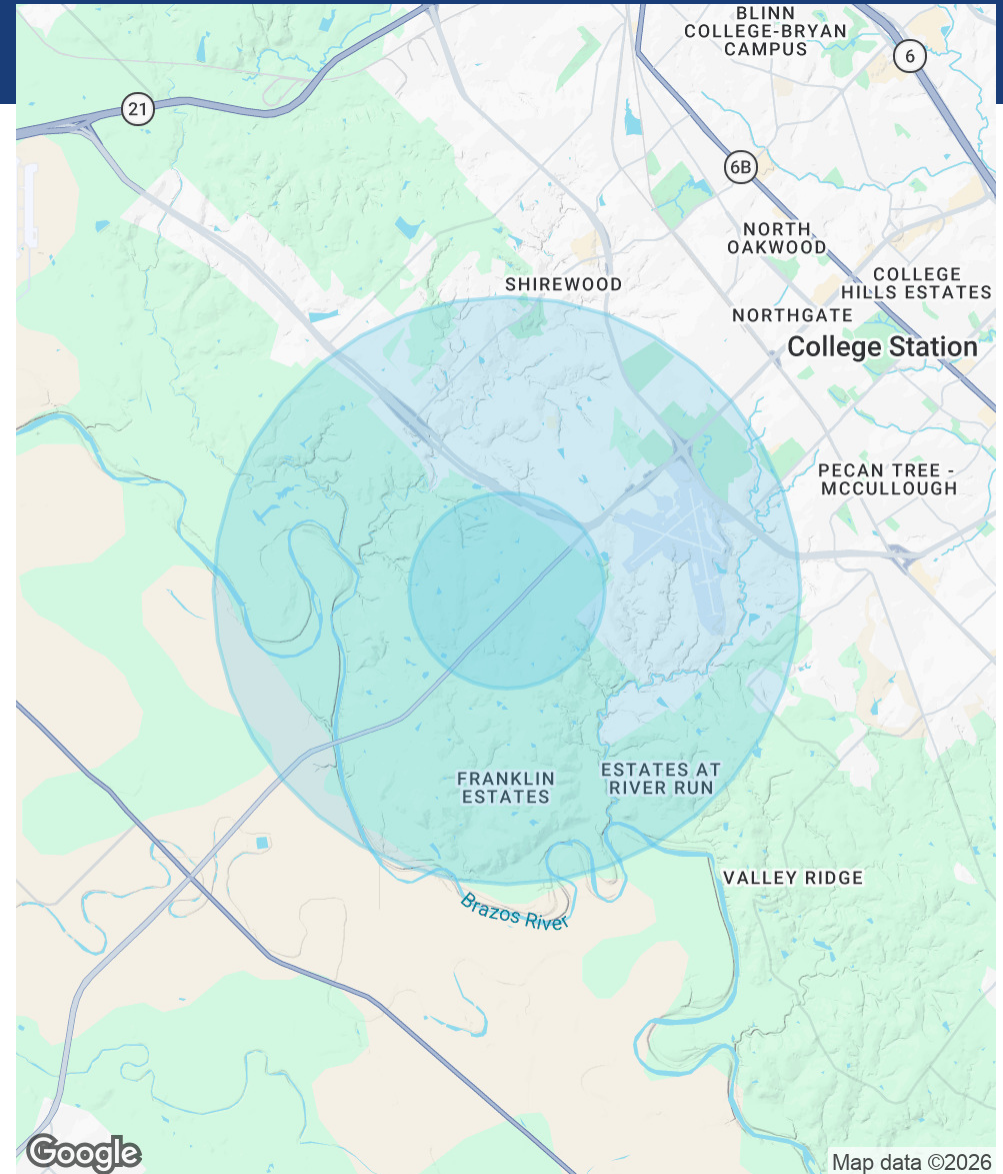 BLINN
COLLEGE-BRYAN
CAMPUS
6
21
6B
NORTH
OAKWOOD
COLLEGE
HILLS ESTATES
SHIREWOOD
NORTHGATE
College Station
PECAN TREE -
MCCULLOUGH
FRANKLIN
ESTATES
ESTATES AT
RIVER RUN
VALLEY RIDGE
Brazos River
Google
Map data ©2026